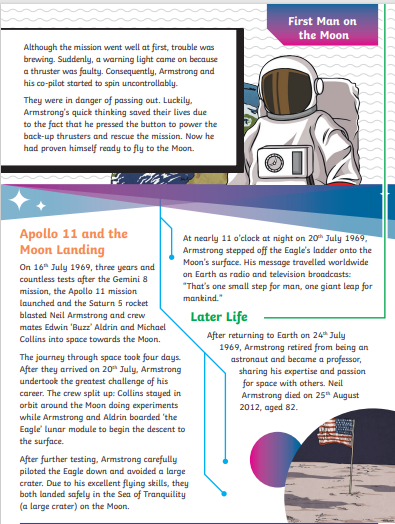 First Man on
the Moon
Although the mission went well at first, trouble was
brewing. Suddenly, a warning light came on because
a thruster was faulty. Consequently, Armstrong and
his co-pilot started to spin uncontrollably.
They were in danger of passing out. Luckily,
Armstrong's quick thinking saved their lives due
to the fact that he pressed the button to power the
back-up thrusters and rescue the mission. Now he
had proven himself ready to fly to the Moon.
Apollo 11 and the
Moon Landing
On 16th July 1969, three years and
countless tests after the Gemini 8
mission, the Apollo 11 mission
launched and the Saturn 5 rocket
blasted Neil Armstrong and crew
mates Edwin 'Buzz' Aldrin and Michael
Collins into space towards the Moon.
The journey through space took four days.
After they arrived on 20th July, Armstrong
undertook the greatest challenge of his
career. The crew split up: Collins stayed in
orbit around the Moon doing experiments
while Armstrong and Aldrin boarded 'the
Eagle' lunar module to begin the descent to
the surface.
After further testing, Armstrong carefully
piloted the Eagle down and avoided a large
crater. Due to his excellent flying skills, they
both landed safely in the Sea of Tranquility
(a large crater) on the Moon.
At nearly 11 o'clock at night on 20th July 1969,
Armstrong stepped off the Eagle's ladder onto the
Moon's surface. His message travelled worldwide
on Earth as radio and television broadcasts:
"That's one small step for man, one giant leap for
mankind."
Later Life
After returning to Earth on 24th July
1969, Armstrong retired from being an
astronaut and became a professor,
sharing his expertise and passion
for space with others. Neil
Armstrong died on 25th August
2012, aged 82.